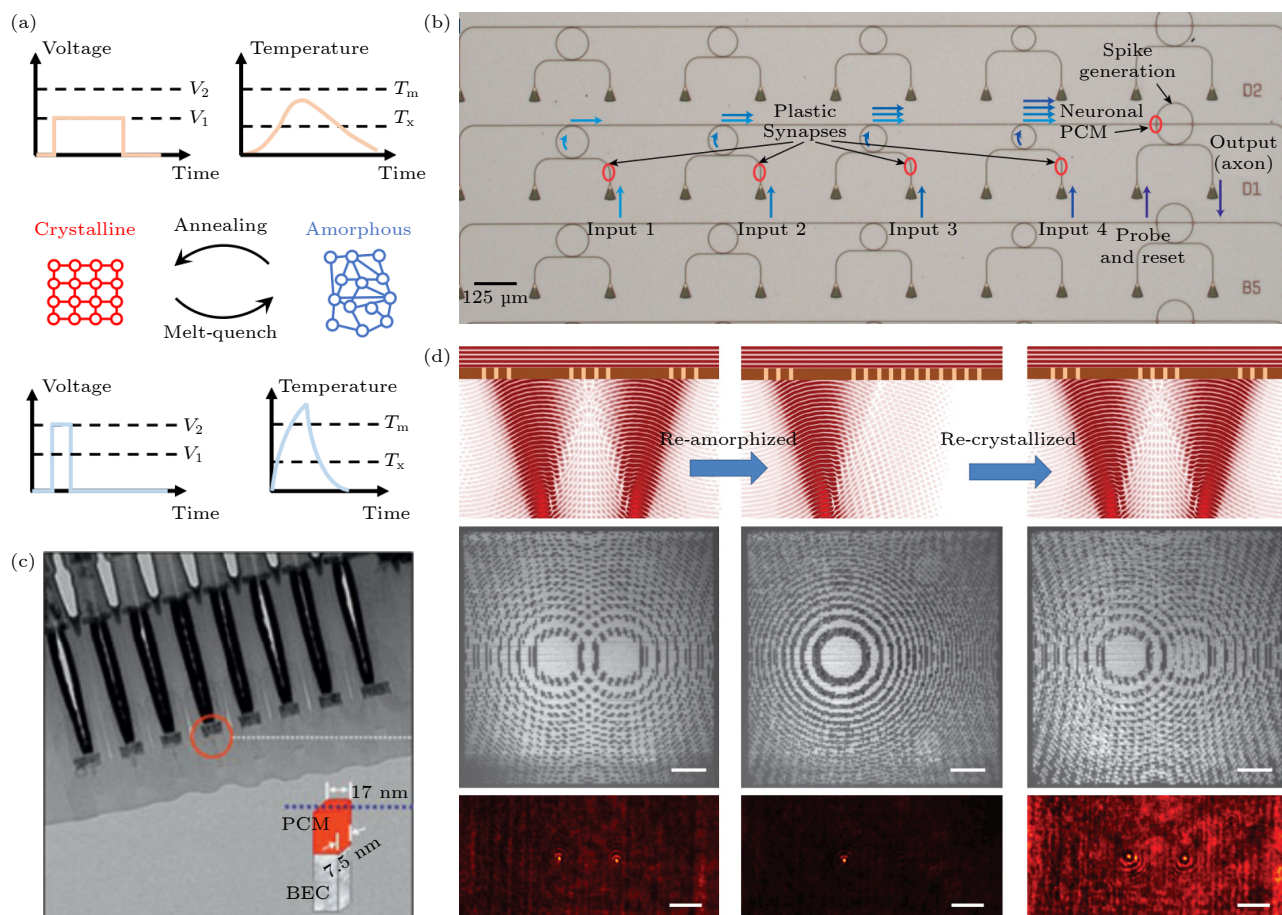 (a)
Voltage
V₂
V₁
Time
Temperature
Tₘ
Tₓ
Time
Crystalline
Annealing
Amorphous
Melt-quench
Voltage
V₂
V₁
Time
Temperature
Tₘ
Tₓ
Time
(b)
Spike
generation
D2
Plastic
Synapses
Neuronal
PCM
Output
(axon)
D1
Input 1
Input 2
Input 3
Input 4
Probe
and reset
125 µm
B5
(c)
17 nm
PCM
7.5 nm
BEC
(d)
Re-amorphized
Re-crystallized